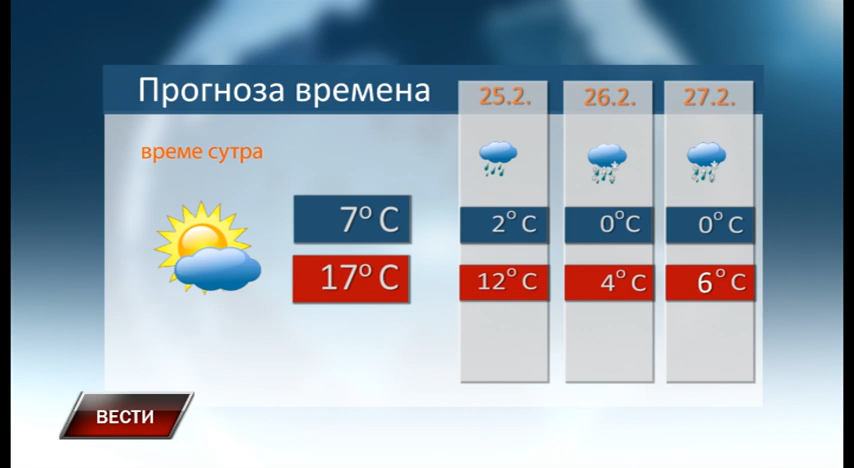 Прогноза времена
време сутра
7° C
17° C
25.2.
2° C
12° C
26.2.
0°C
4° C
27.2.
0° C
6° C
ВЕСТИ